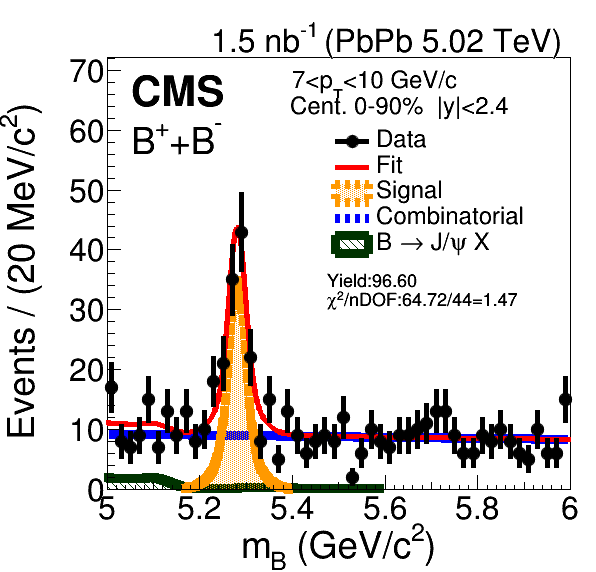 1.5 nb⁻¹ (PbPb 5.02 TeV)
CMS
B⁺+B⁻
7<p_T<10 GeV/c
Cent. 0-90% |y|<2.4
Data
Fit
Signal
Combinatorial
B → J/ψ X
Yield:96.60
χ²/nDOF:64.72/44=1.47
Events / (20 MeV/c²)
70
60
50
40
30
20
10
0
5 5.2 5.4 5.6 5.8 6
m_B (GeV/c²)